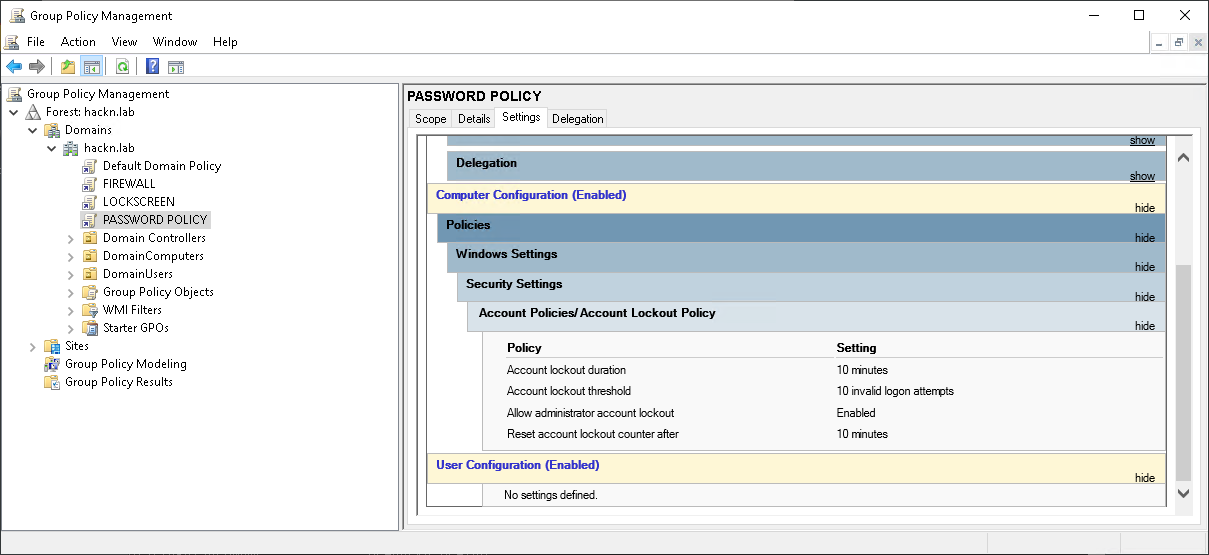 Group Policy Management
File Action View Window Help
Group Policy Management
Forest: hackn.lab
Domains
hackn.lab
Default Domain Policy
FIREWALL
LOCKSCREEN
PASSWORD POLICY
Domain Controllers
DomainComputers
DomainUsers
Group Policy Objects
WMI Filters
Starter GPOs
Sites
Group Policy Modeling
Group Policy Results
PASSWORD POLICY
Scope Details Settings Delegation
show
Delegation
show
Computer Configuration (Enabled)
hide
Policies
hide
Windows Settings
hide
Security Settings
hide
Account Policies/Account Lockout Policy
hide
Policy Setting
Account lockout duration 10 minutes
Account lockout threshold 10 invalid logon attempts
Allow administrator account lockout Enabled
Reset account lockout counter after 10 minutes
User Configuration (Enabled)
hide
No settings defined.